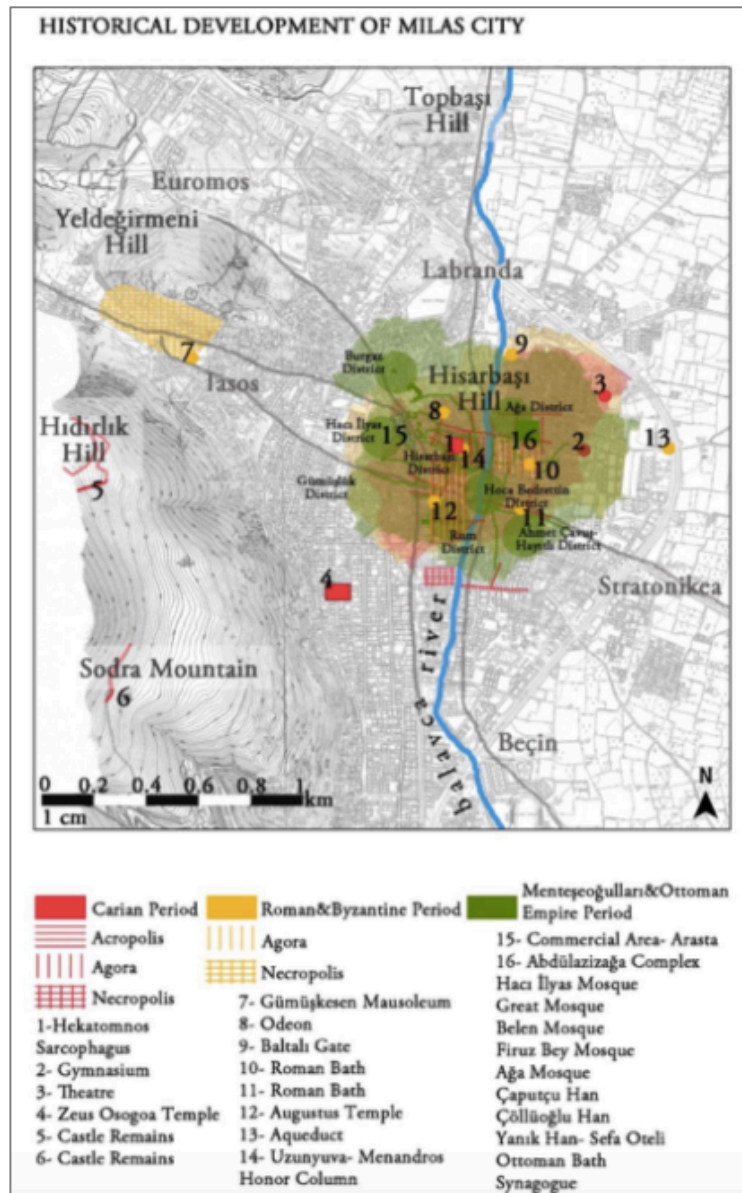 HISTORICAL DEVELOPMENT OF MILAS CITY
Topbaşı
Hill
Euromos
Yeldeğirmeni
Hill
Labranda
7
Iasos
9
Burgaz
District
Hisarbaşı
Hill
3
8
Ağa District
Hıdırlık
Hill
Hacı İlyas
District
15
1
16
2
13
Hisarbaşı
District
14
10
5
Gümüşlük
District
Hoca Bedrettin
District
12
11
Rum
District
Ahmet Çavuş-
Hayıtlı District
4
Stratonikea
Sodra Mountain
6
balavca river
Beçin
N
0 0.2 0.4 0.6 0.8 1
km
1 cm
Carian Period
Acropolis
Agora
Necropolis
1-Hekatomnos
Sarcophagus
2- Gymnasium
3- Theatre
4- Zeus Osogoa Temple
5- Castle Remains
6- Castle Remains
Roman&Byzantine Period
Agora
Necropolis
7- Gümüşkesen Mausoleum
8- Odeon
9- Baltalı Gate
10- Roman Bath
11- Roman Bath
12- Augustus Temple
13- Aqueduct
14- Uzunyuva- Menandros
Honor Column
Menteşeoğulları&Ottoman
Empire Period
15- Commercial Area- Arasta
16- Abdülazizağa Complex
Hacı İlyas Mosque
Great Mosque
Belen Mosque
Firuz Bey Mosque
Ağa Mosque
Çaputçu Han
Çöllüoğlu Han
Yanık Han- Sefa Oteli
Ottoman Bath
Synagogue